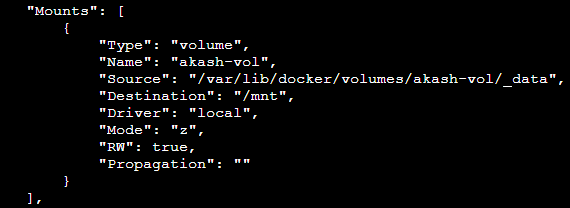 "Mounts": [
{
"Type": "volume",
"Name": "akash-vol",
"Source": "/var/lib/docker/volumes/akash-vol/_data",
"Destination": "/mnt",
"Driver": "local",
"Mode": "z",
"RW": true,
"Propagation": ""
}
],